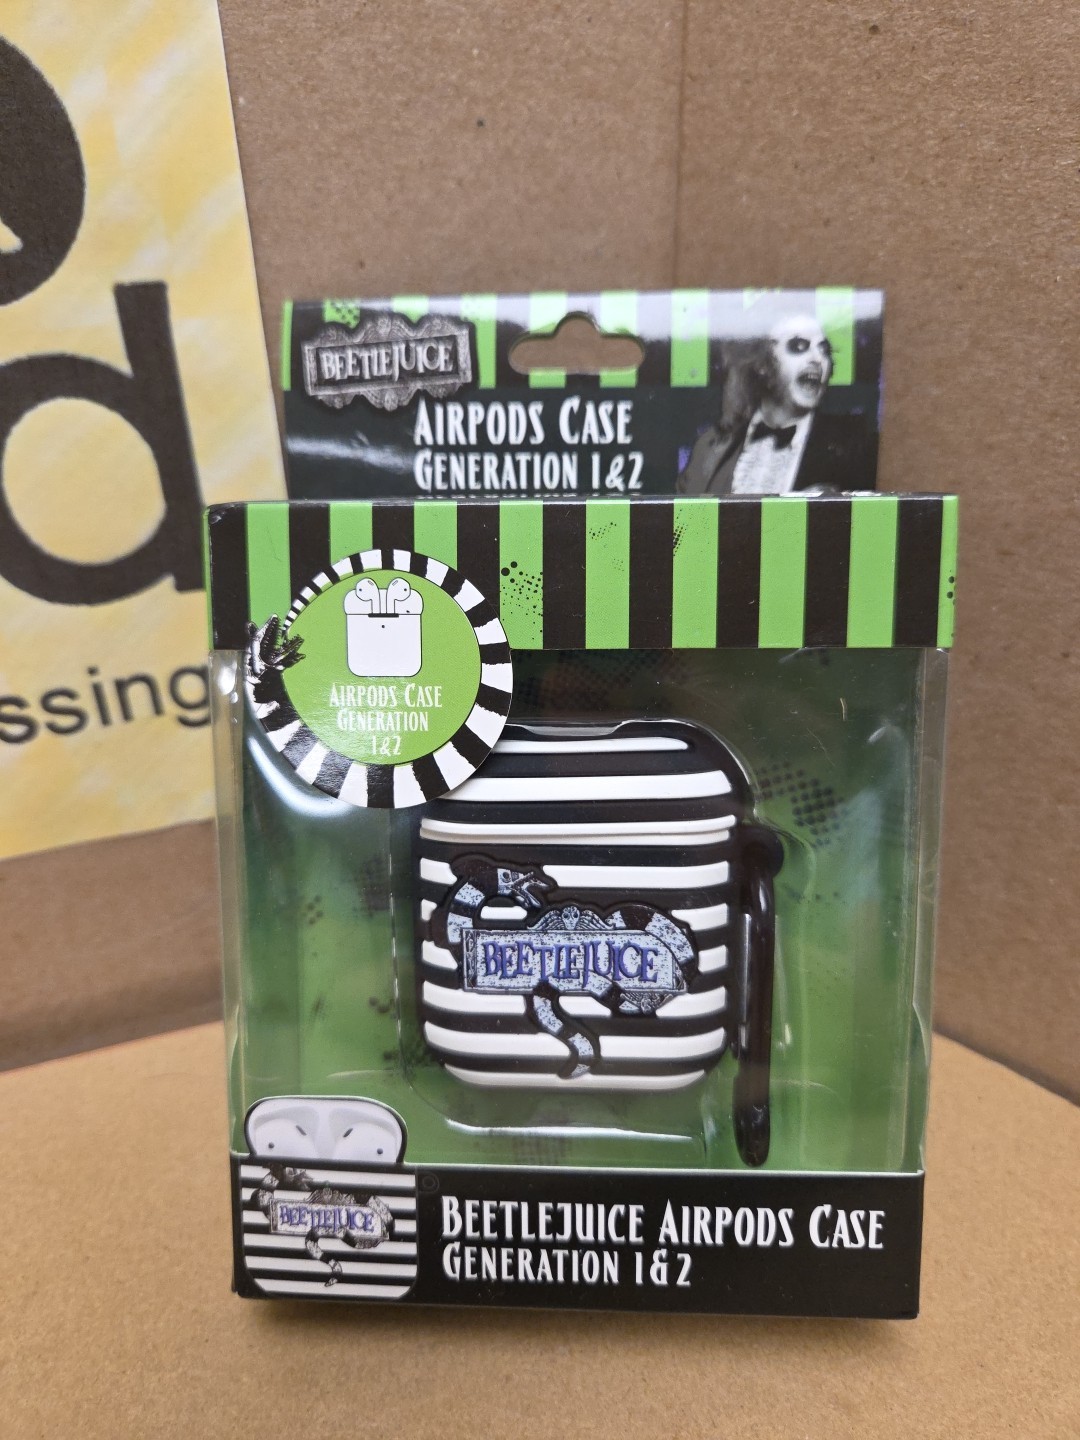 d
ssing
BEETLEJUICE
AIRPODS CASE
GENERATION 1&2
AIRPODS CASE
GENERATION
1&2
BEETLEJUICE
BEETLEJUICE
BEETLEJUICE AIRPODS CASE
GENERATION 1&2